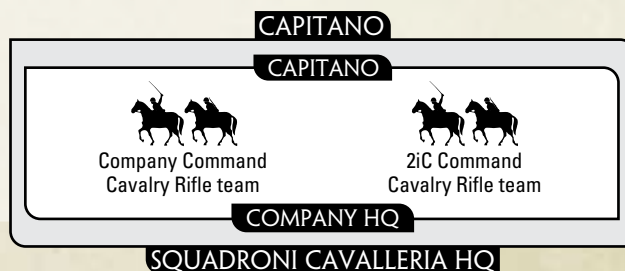 CAPITANO
CAPITANO
Company Command
Cavalry Rifle team
2iC Command
Cavalry Rifle team
COMPANY HQ
SQUADRONI CAVALLERIA HQ